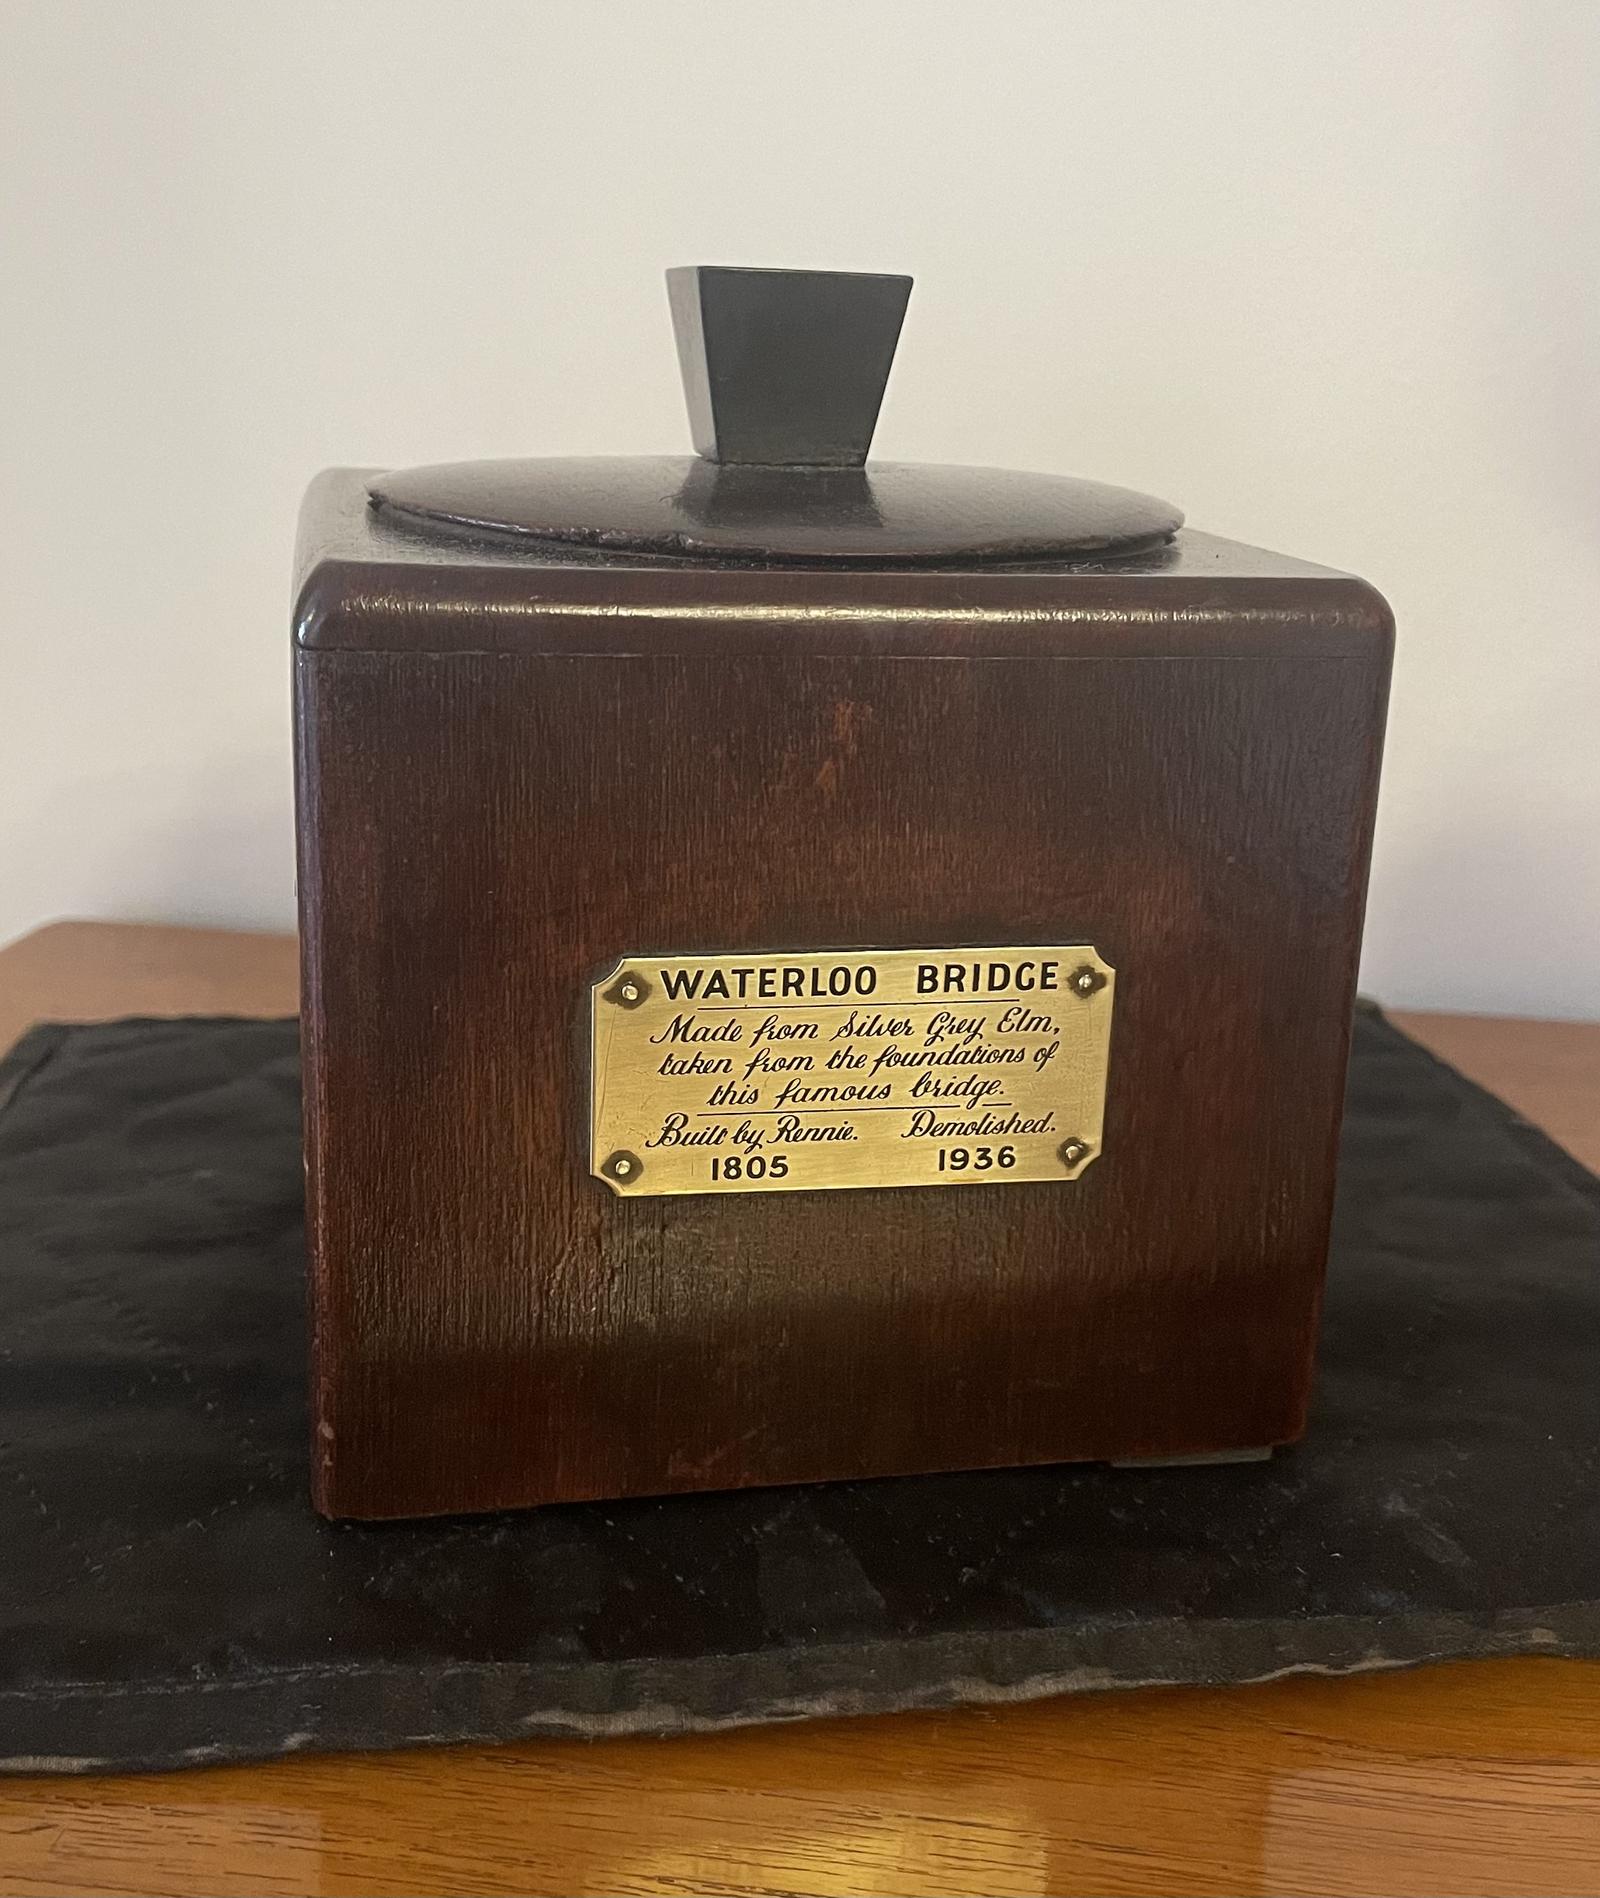 WATERLOO BRIDGE
Made from Silver Grey Elm,
taken from the foundations of
this famous bridge.
Built by Rennie. Demolished.
1805 1936